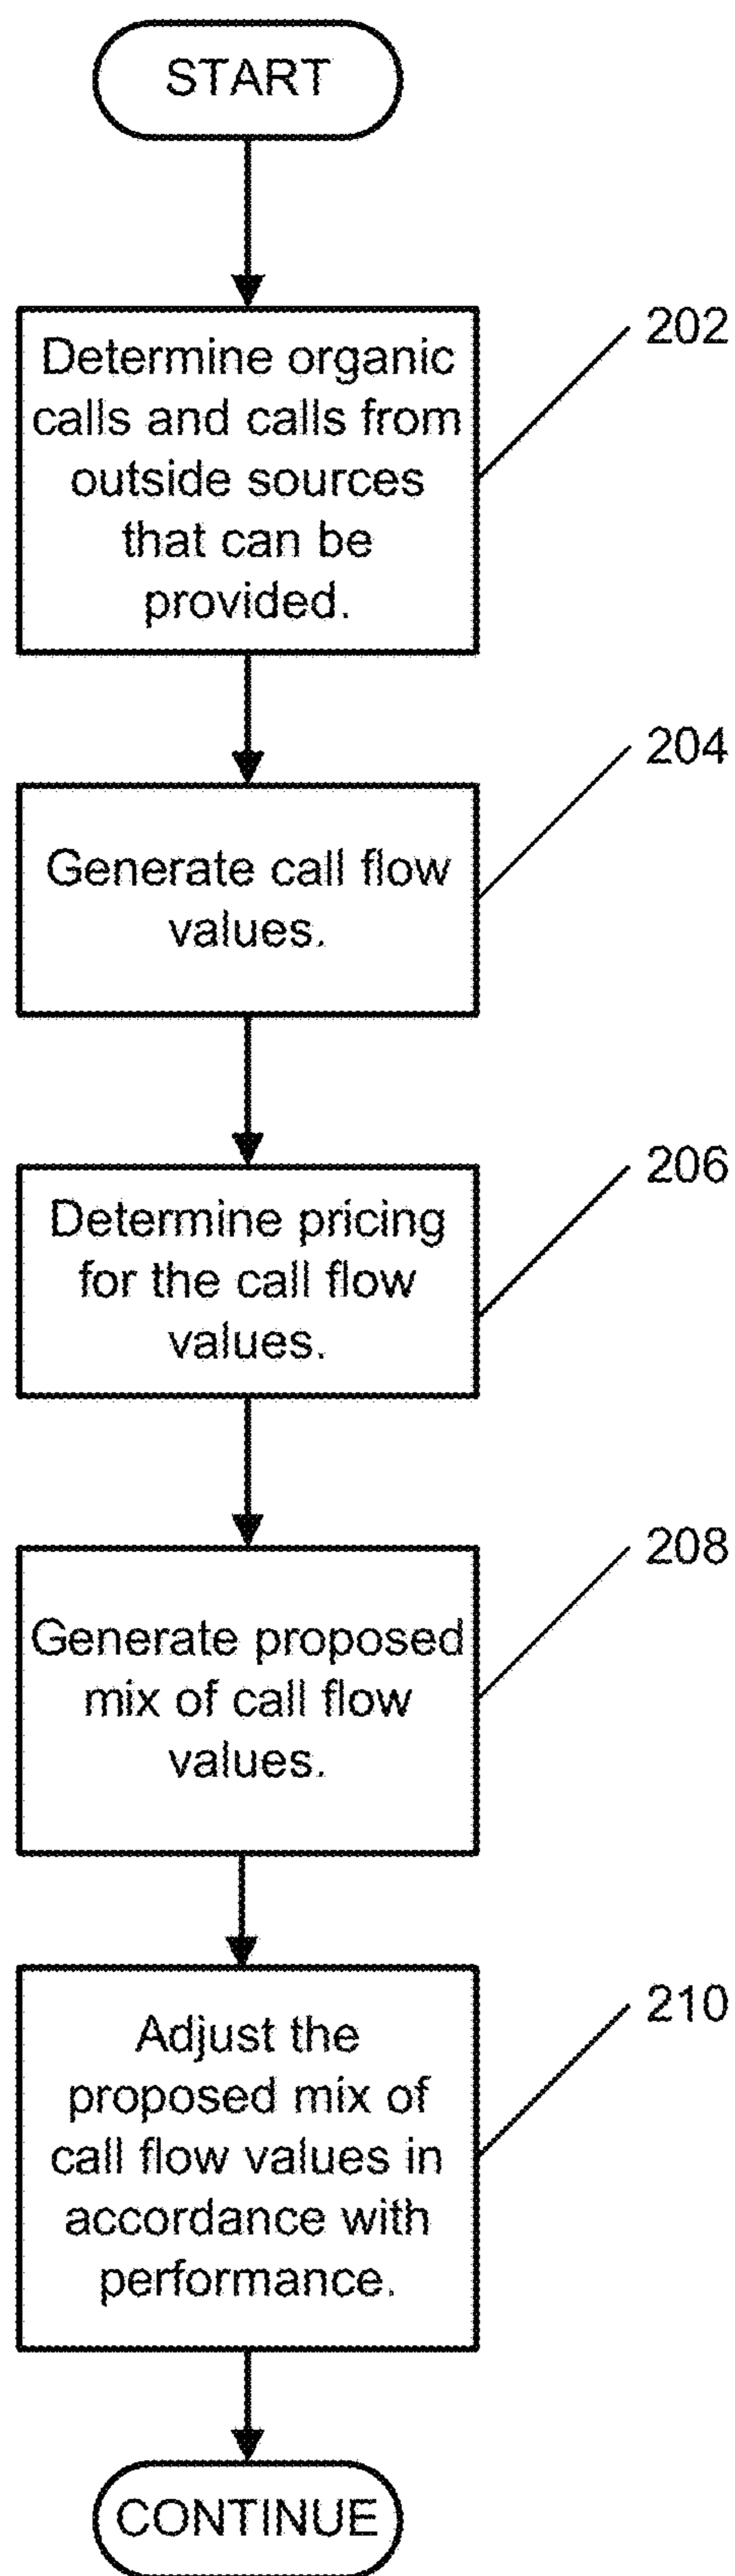 START
Determine organic
calls and calls from
outside sources
that can be
provided.
202
Generate call flow
values.
204
Determine pricing
for the call flow
values.
206
Generate proposed
mix of call flow
values.
208
Adjust the
proposed mix of
call flow values in
accordance with
performance.
210
CONTINUE